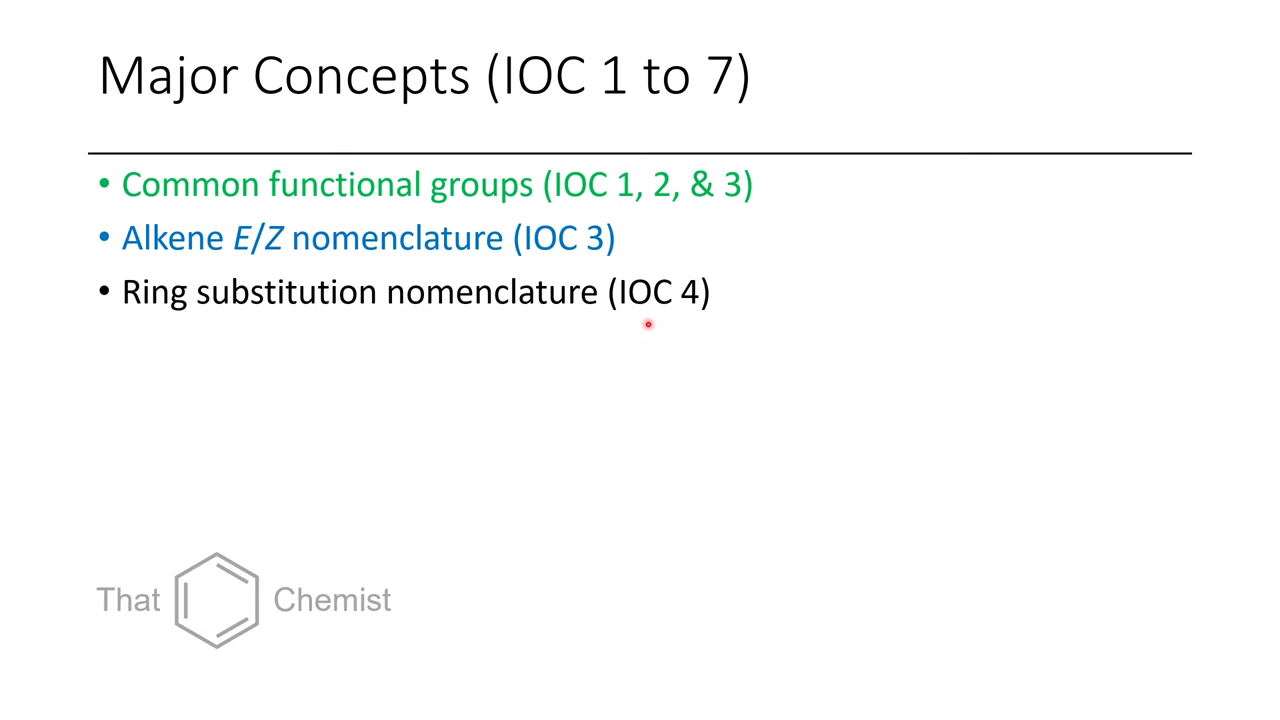 Major Concepts (IOC 1 to 7)
• Common functional groups (IOC 1, 2, & 3)
• Alkene E/Z nomenclature (IOC 3)
• Ring substitution nomenclature (IOC 4)
That Chemist